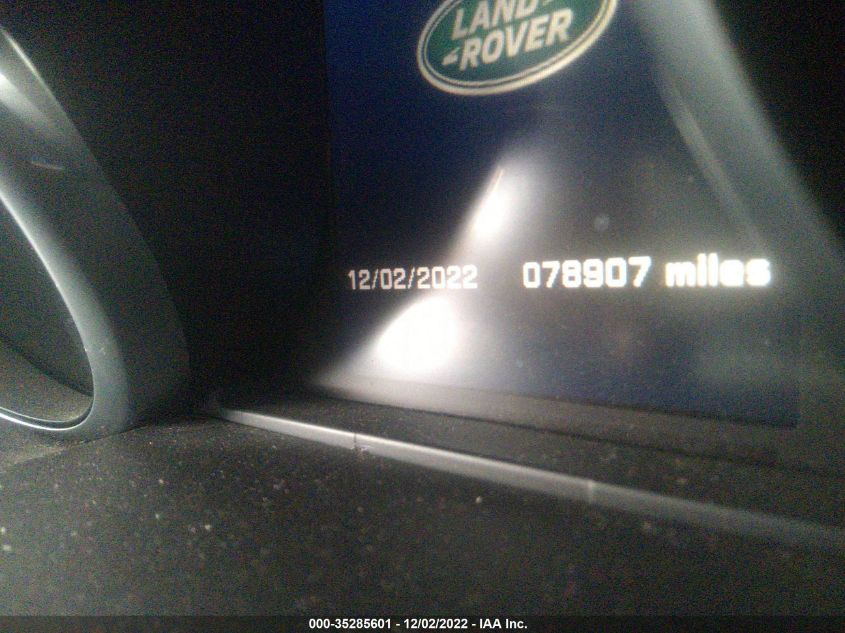 LAND
ROVER
12/02/2022 078907 miles
000-35285601 - 12/02/2022 - IAA Inc.